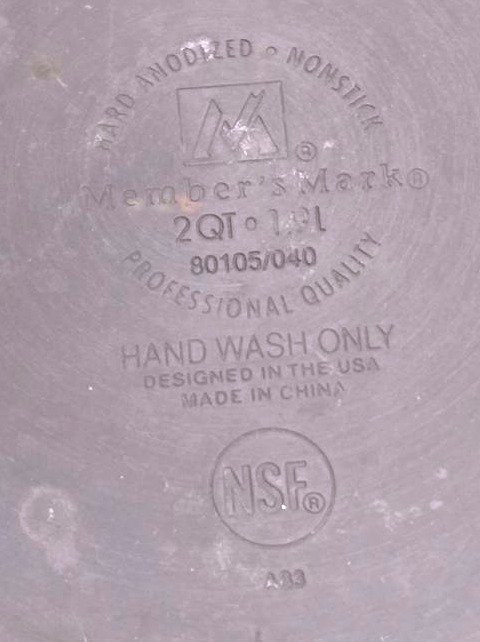 HARD ANODIZED • NONSTICK
M®
Member's Mark®
2QT • 1.9L
80105/040
PROFESSIONAL QUALITY
HAND WASH ONLY
DESIGNED IN THE USA
MADE IN CHINA
NSF®